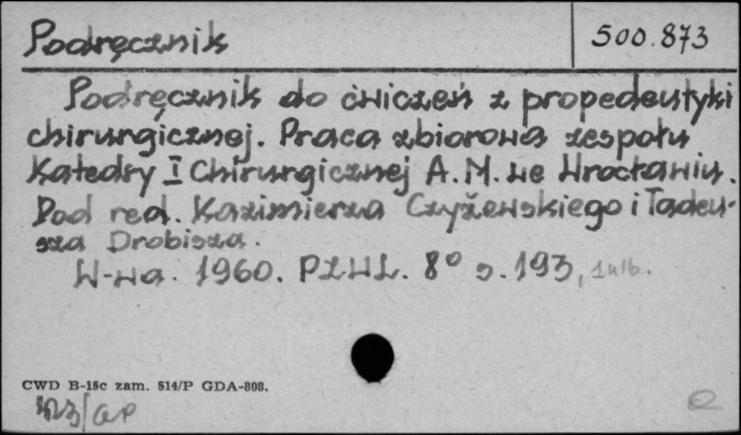 Podręcznik
500.873
Podręcznik do ćwiczeń z propedeutyki
chirurgicznej. Praca zbiorowa zespołu
Katedry I Chirurgicznej A.M. we Wrocławiu.
Pod red. Kazimierza Czyżewskiego i Tadeu-
sza Drobisza.
W-wa. 1960. PZWL. 8° s. 193, 1 nlb.
CWD B-15c zam. 514/P GDA-808.